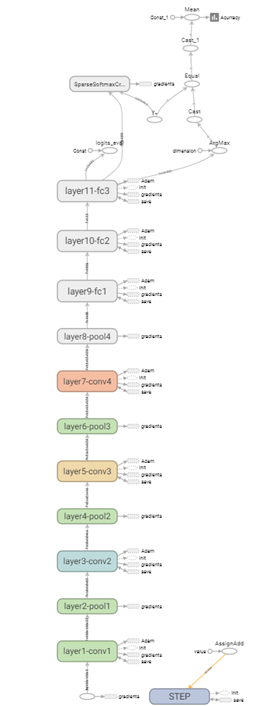 Mean
Const_1
Accuracy
Cast_1
SparseSoftmaxCr...
gradients
Equal
Cast
logits_eval
Const
dimension
ArgMax
layer11-fc3
Adam
init
gradients
save
layer10-fc2
Adam
init
gradients
save
layer9-fc1
Adam
init
gradients
save
layer8-pool4
gradients
layer7-conv4
Adam
init
gradients
save
layer6-pool3
gradients
layer5-conv3
Adam
init
gradients
save
layer4-pool2
gradients
layer3-conv2
Adam
init
gradients
save
layer2-pool1
gradients
layer1-conv1
Adam
init
gradients
save
gradients
AssignAdd
value
STEP
init
save